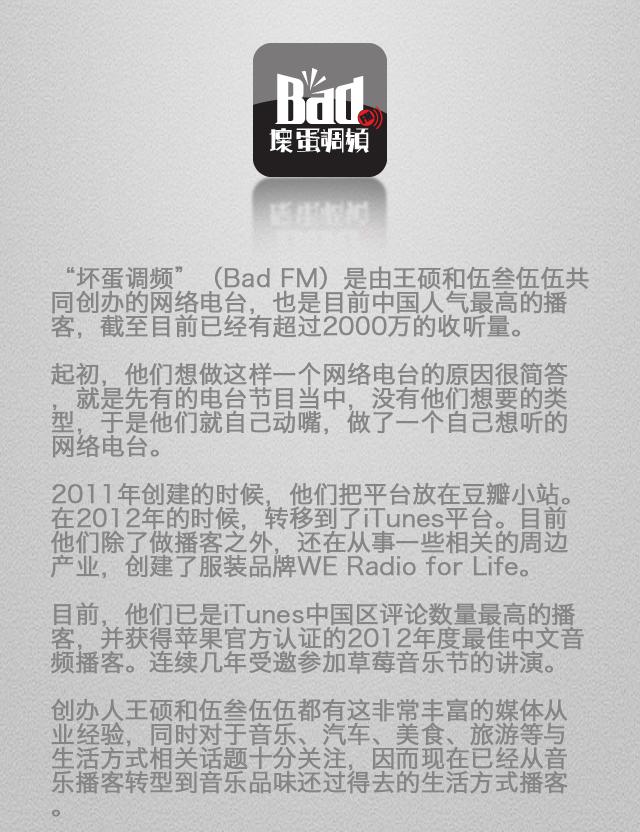 Bad
FM
壞蛋調頻
“坏蛋调频”（Bad FM）是由王硕和伍叁伍伍共
同创办的网络电台，也是目前中国人气最高的播
客，截至目前已经有超过2000万的收听量。
起初，他们想做这样一个网络电台的原因很简答
，就是先有的电台节目当中，没有他们想要的类
型，于是他们就自己动嘴，做了一个自己想听的
网络电台。
2011年创建的时候，他们把平台放在豆瓣小站。
在2012年的时候，转移到了iTunes平台。目前
他们除了做播客之外，还在从事一些相关的周边
产业，创建了服装品牌WE Radio for Life。
目前，他们已是iTunes中国区评论数量最高的播
客，并获得苹果官方认证的2012年度最佳中文音
频播客。连续几年受邀参加草莓音乐节的讲演。
创办人王硕和伍叁伍伍都有这非常丰富的媒体从
业经验，同时对于音乐、汽车、美食、旅游等与
生活方式相关话题十分关注，因而现在已经从音
乐播客转型到音乐品味还过得去的生活方式播客
。